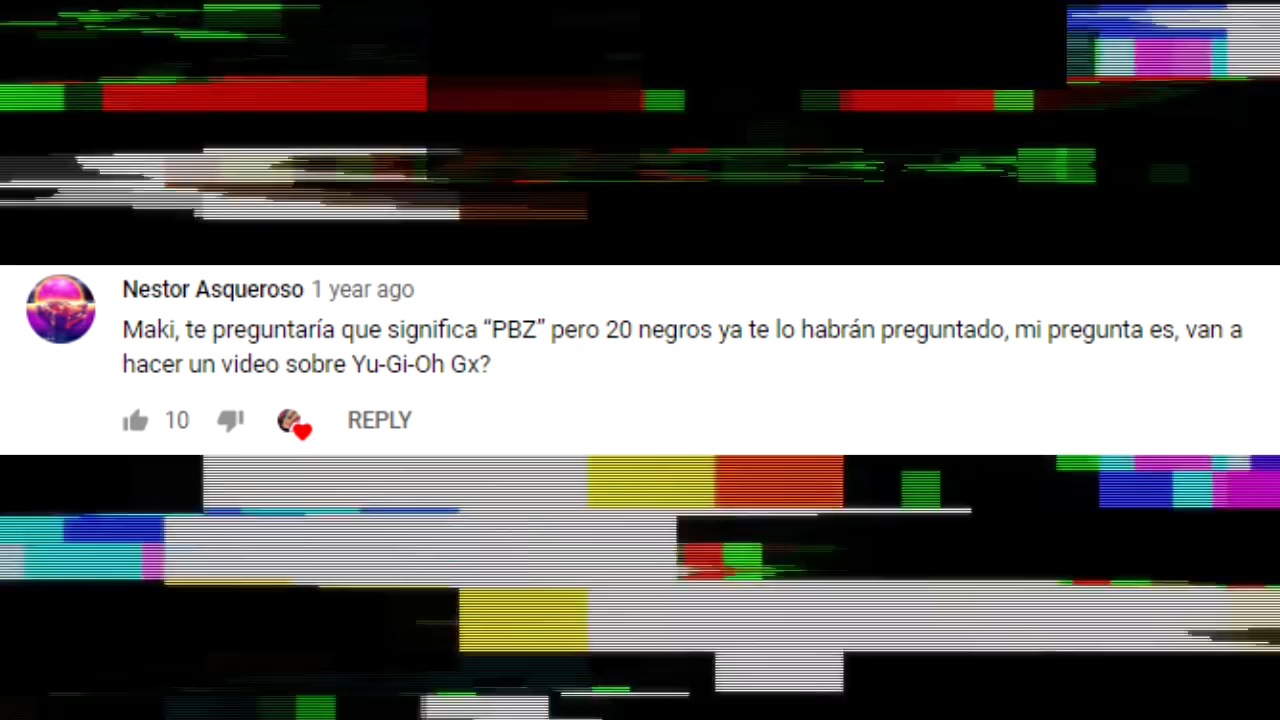 Nestor Asqueroso 1 year ago
Maki, te preguntaría que significa “PBZ” pero 20 negros ya te lo habrán preguntado, mi pregunta es, van a
hacer un video sobre Yu-Gi-Oh Gx?
10 REPLY